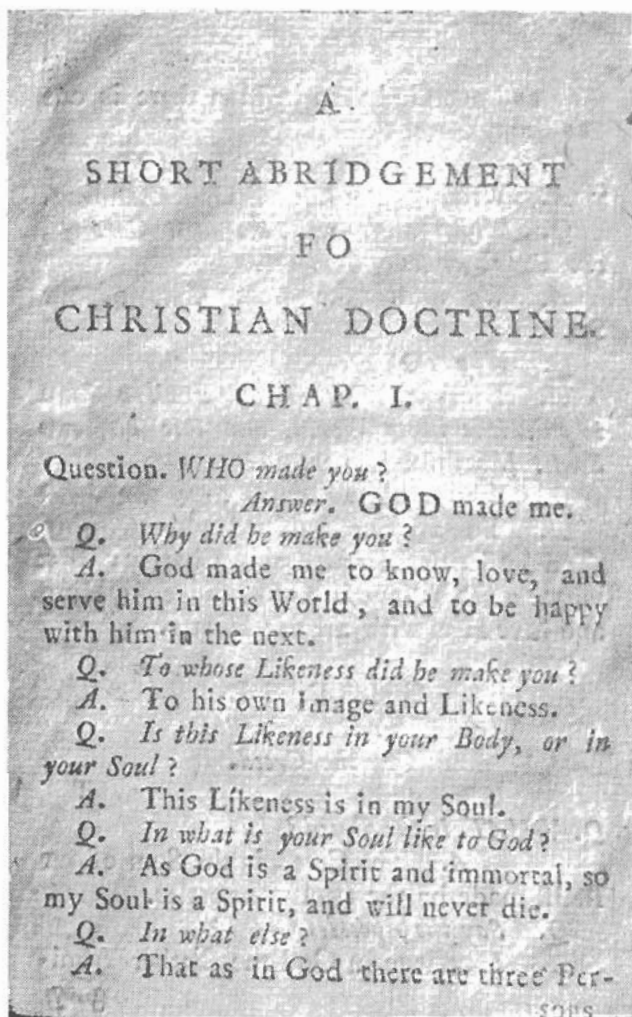 A
SHORT ABRIDGEMENT
FO
CHRISTIAN DOCTRINE.
CHAP. I.
Question. WHO made you?
Answer. GOD made me.
Q. Why did he make you?
A. God made me to know, love, and
serve him in this World, and to be happy
with him in the next.
Q. To whose Likeness did he make you?
A. To his own Image and Likeness.
Q. Is this Likeness in your Body, or in
your Soul?
A. This Likeness is in my Soul.
Q. In what is your Soul like to God?
A. As God is a Spirit and immortal, so
my Soul is a Spirit, and will never die.
Q. In what else?
A. That as in God there are three Per-
sons